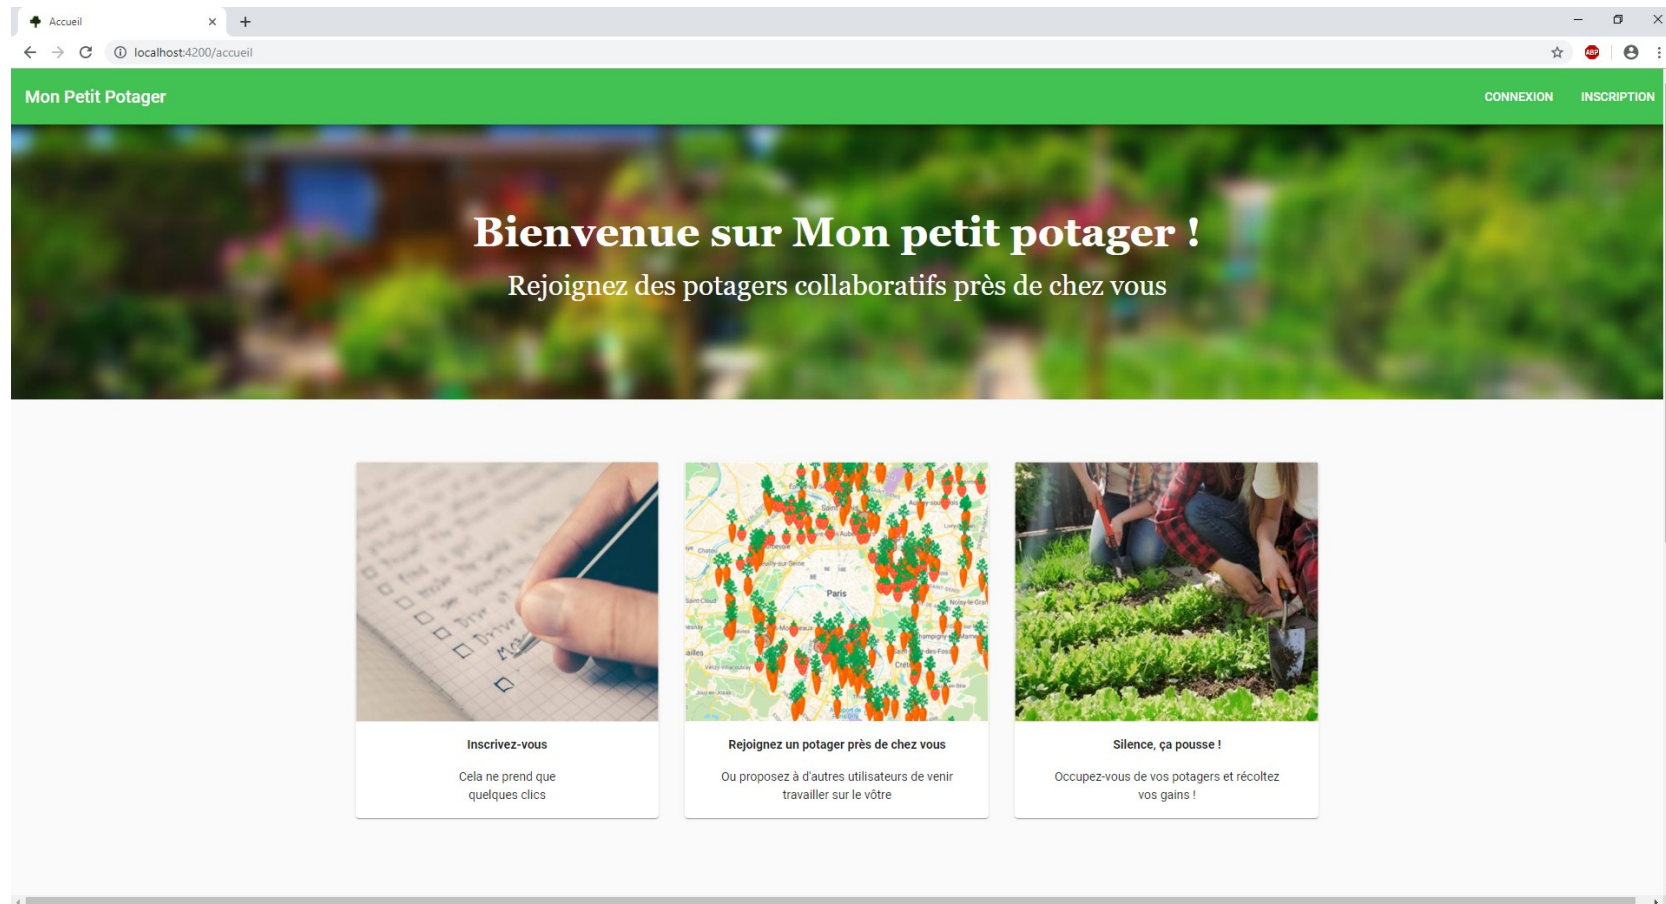 Accueil
localhost:4200/accueil
ABP
Mon Petit Potager
CONNEXION
INSCRIPTION
Bienvenue sur Mon petit potager !
Rejoignez des potagers collaboratifs près de chez vous
Paris
Inscrivez-vous
Cela ne prend que
quelques clics
Rejoignez un potager près de chez vous
Ou proposez à d'autres utilisateurs de venir
travailler sur le vôtre
Silence, ça pousse !
Occupez-vous de vos potagers et récoltez
vos gains !